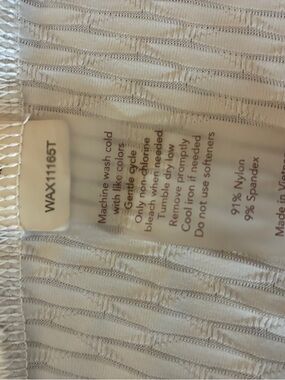 WAX11165T
Machine wash cold
with like colors
Gentle cycle
Only non-chlorine
bleach when needed
Tumble dry low
Remove promptly
Cool iron if needed
Do not use softeners
91% Nylon
9% Spandex
Made in